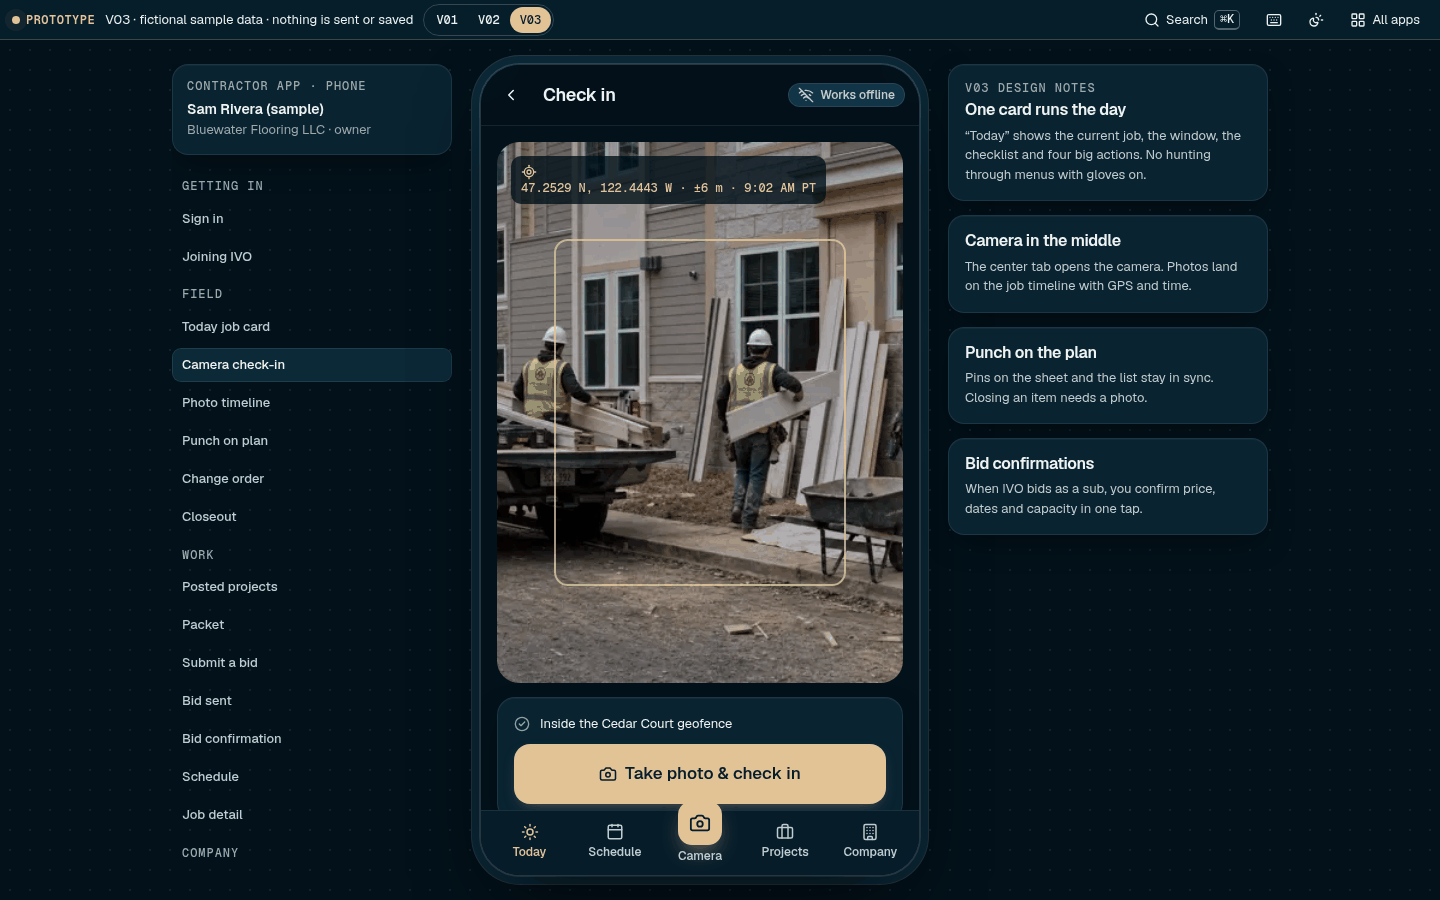 PROTOTYPE V03 · fictional sample data · nothing is sent or saved V01 V02 V03
Search ⌘K All apps
CONTRACTOR APP · PHONE
Sam Rivera (sample)
Bluewater Flooring LLC · owner
GETTING IN
Sign in
Joining IVO
FIELD
Today job card
Camera check-in
Photo timeline
Punch on plan
Change order
Closeout
WORK
Posted projects
Packet
Submit a bid
Bid sent
Bid confirmation
Schedule
Job detail
COMPANY
Check in
Works offline
47.2529 N, 122.4443 W · ±6 m · 9:02 AM PT
Inside the Cedar Court geofence
Take photo & check in
Today Schedule Camera Projects Company
V03 DESIGN NOTES
One card runs the day
“Today” shows the current job, the window, the
checklist and four big actions. No hunting
through menus with gloves on.
Camera in the middle
The center tab opens the camera. Photos land
on the job timeline with GPS and time.
Punch on the plan
Pins on the sheet and the list stay in sync.
Closing an item needs a photo.
Bid confirmations
When IVO bids as a sub, you confirm price,
dates and capacity in one tap.